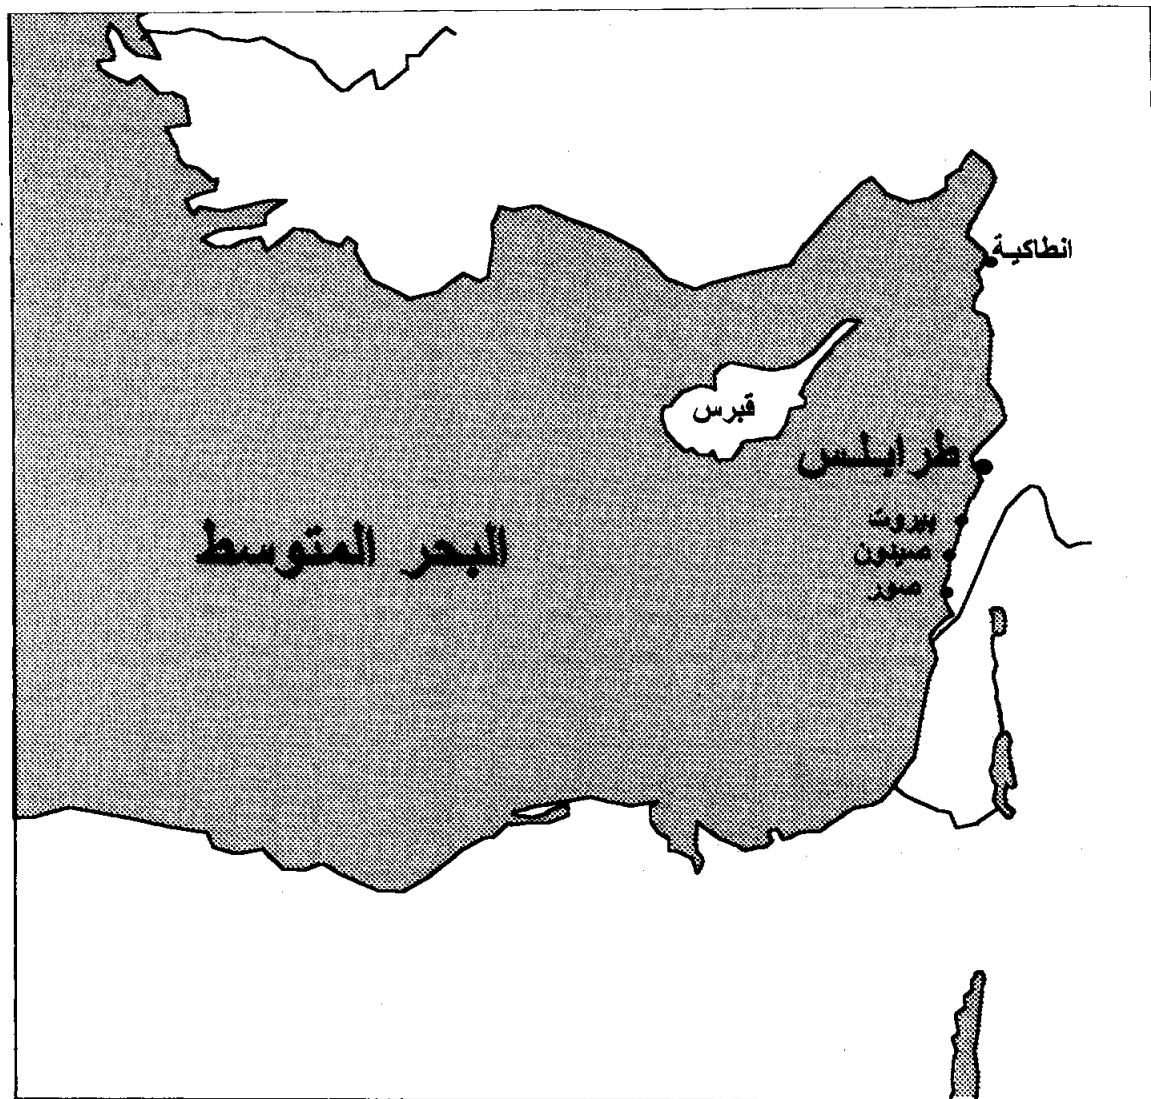 انطاكية
قبرس
طرابلس
بيروت
صيدون
صور
البحر المتوسط